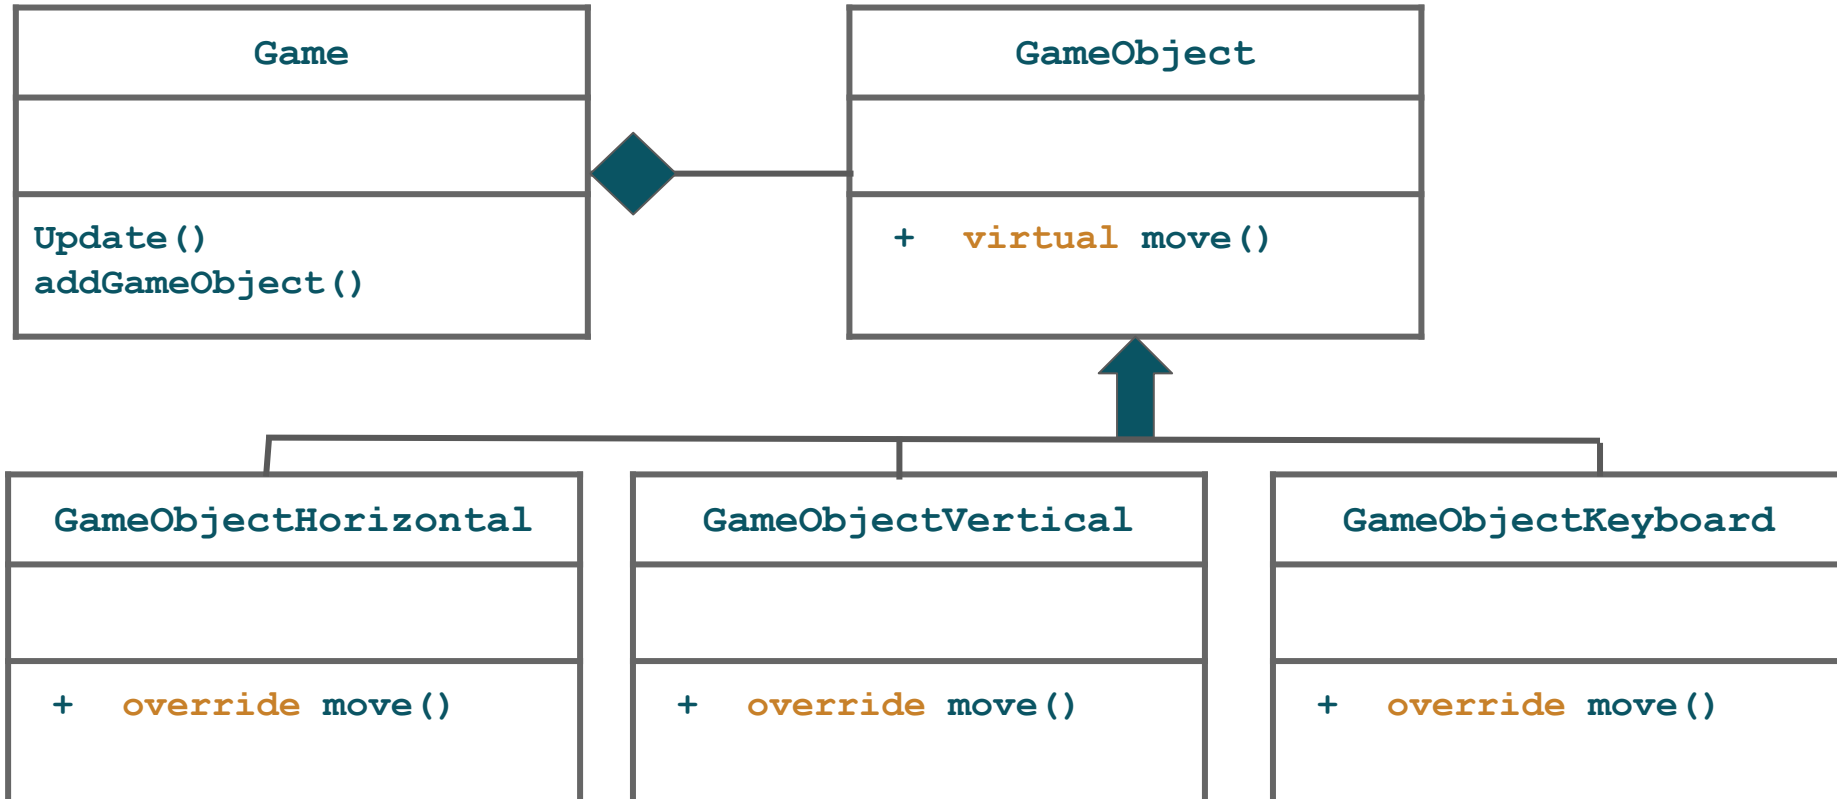 Game
Update()
addGameObject()
GameObject
+ virtual move()
GameObjectHorizontal
+ override move()
GameObjectVertical
+ override move()
GameObjectKeyboard
+ override move()